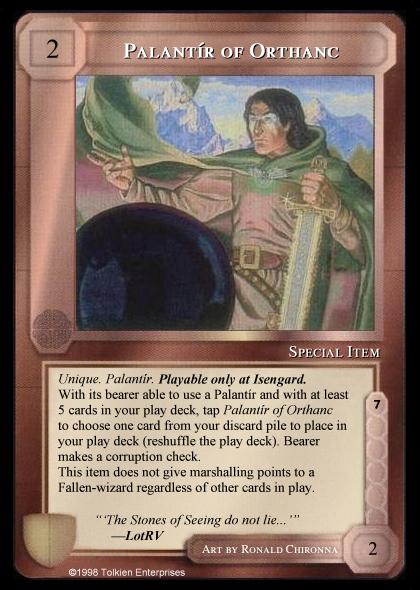 2
PALANTÍR OF ORTHANC
SPECIAL ITEM
Unique. Palantír. Playable only at Isengard.
With its bearer able to use a Palantír and with at least
5 cards in your play deck, tap Palantír of Orthanc
to choose one card from your discard pile to place in
your play deck (reshuffle the play deck). Bearer
makes a corruption check.
This item does not give marshalling points to a
Fallen-wizard regardless of other cards in play.
7
“‘The Stones of Seeing do not lie...’”
—LotRV
ART BY RONALD CHIRONNA
2
©1998 Tolkien Enterprises